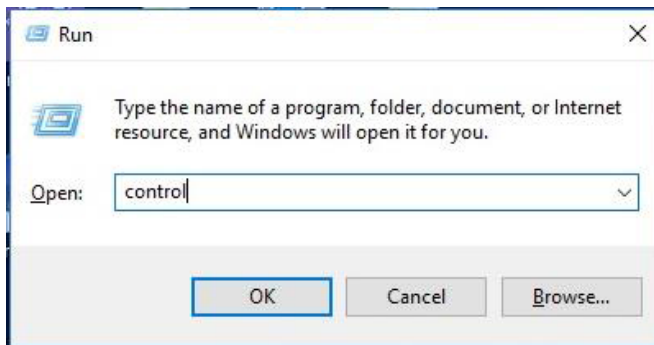 Run
Type the name of a program, folder, document, or Internet
resource, and Windows will open it for you.
Open: control
OK Cancel Browse...